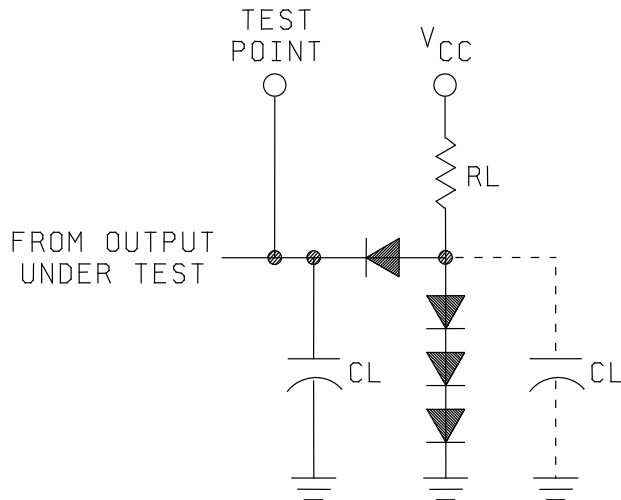 TEST
POINT
VCC
RL
FROM OUTPUT
UNDER TEST
CL
CL